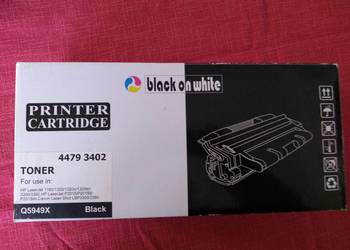 black on white
PRINTER
CARTRIDGE
4479 3402
TONER
For use in:
Q5949X
Black